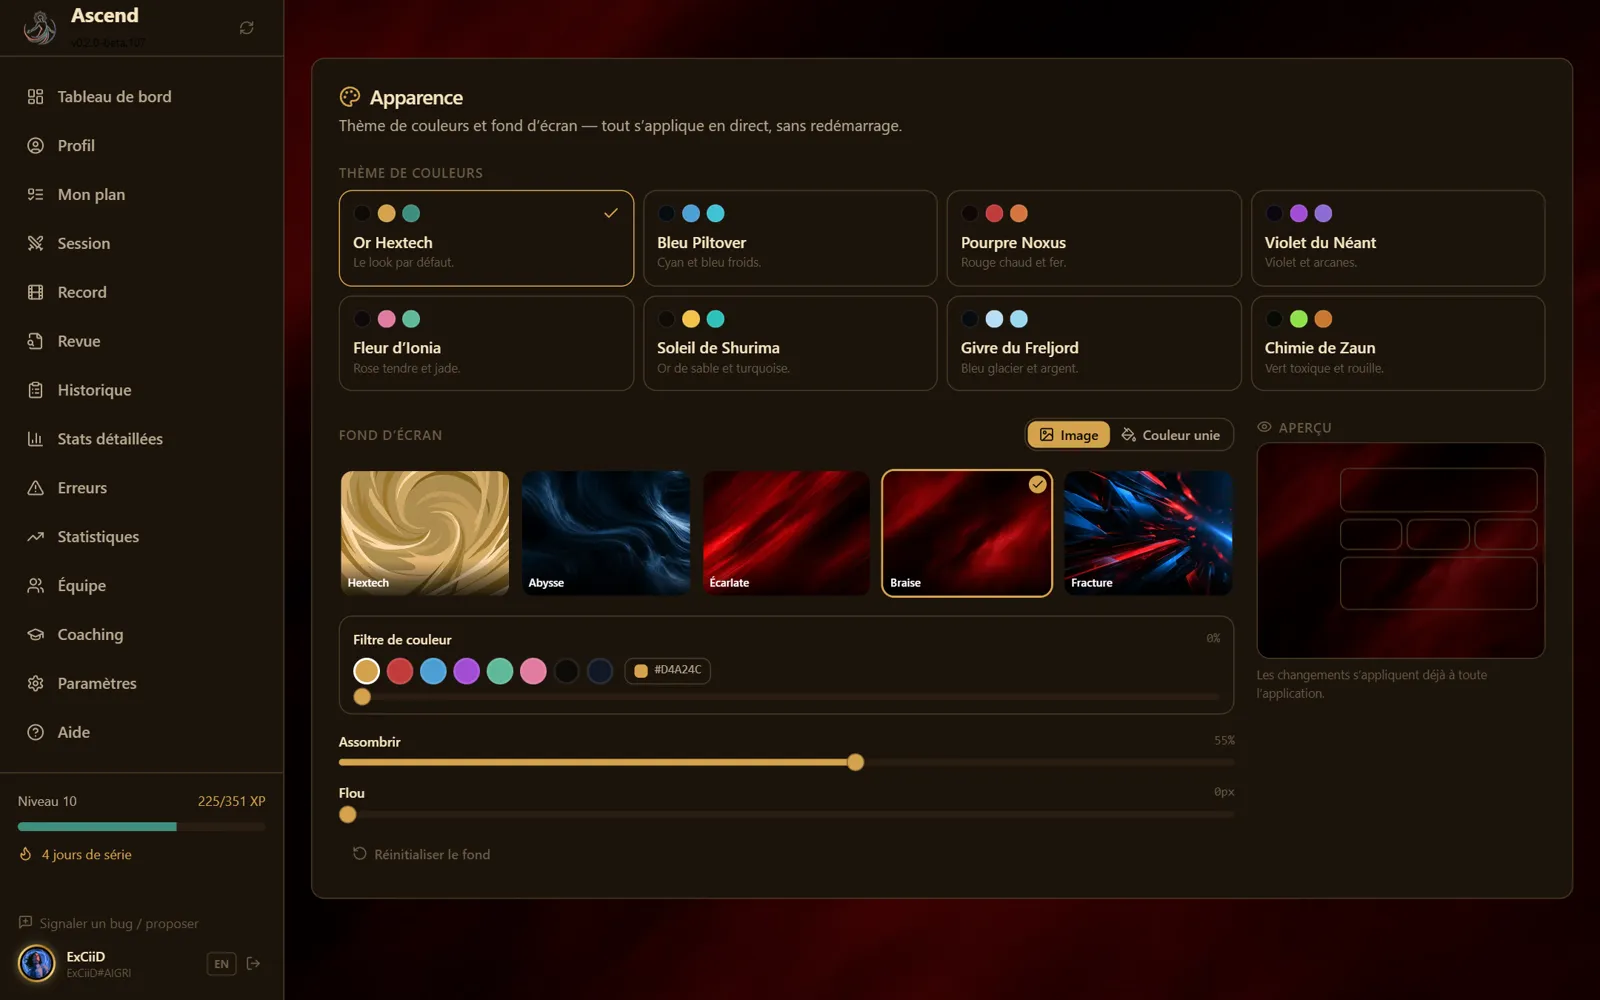 Ascend
v0.2.0-beta.107
Tableau de bord
Profil
Mon plan
Session
Record
Revue
Historique
Stats détaillées
Erreurs
Statistiques
Équipe
Coaching
Paramètres
Aide
Niveau 10
225/351 XP
4 jours de série
Signaler un bug / proposer
ExCiiD
ExCiiD#AIGRI
EN
Apparence
Thème de couleurs et fond d’écran — tout s’applique en direct, sans redémarrage.
THÈME DE COULEURS
Or Hextech
Le look par défaut.
Bleu Piltover
Cyan et bleu froids.
Pourpre Noxus
Rouge chaud et fer.
Violet du Néant
Violet et arcanes.
Fleur d’Ionia
Rose tendre et jade.
Soleil de Shurima
Or de sable et turquoise.
Givre du Freljord
Bleu glacier et argent.
Chimie de Zaun
Vert toxique et rouille.
FOND D’ÉCRAN
Image
Couleur unie
Hextech
Abysse
Écarlate
Braise
Fracture
Filtre de couleur
0%
#D4A24C
Assombrir
55%
Flou
0px
Réinitialiser le fond
APERÇU
Les changements s’appliquent déjà à toute
l’application.